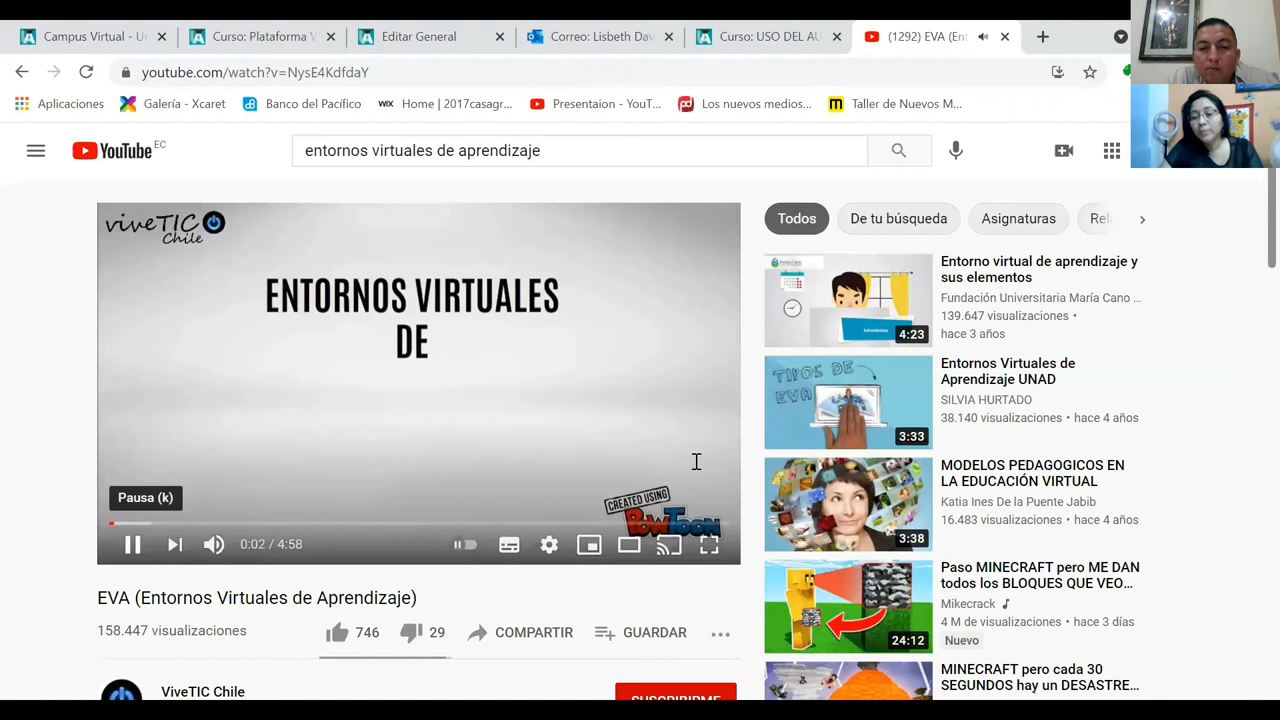 Campus Virtual - U
Curso: Plataforma V
Editar General
Correo: Lisbeth Dav
Curso: USO DEL AU
(1292) EVA (Ent
youtube.com/watch?v=NysE4KdfdaY
Aplicaciones
Galería - Xcaret
Banco del Pacífico
WIX Home | 2017casagr...
Presentaion - YouT...
Los nuevos medios...
Taller de Nuevos M...
YouTube EC
entornos virtuales de aprendizaje
viveTIC
Chile
ENTORNOS VIRTUALES
DE
CREATED USING
POWTOON
Pausa (k)
0:02 / 4:58
EVA (Entornos Virtuales de Aprendizaje)
158.447 visualizaciones
746
29
COMPARTIR
GUARDAR
ViveTIC Chile
SUSCRIBIRME
Todos
De tu búsqueda
Asignaturas
Rel
Entorno virtual de aprendizaje y
sus elementos
Fundación Universitaria María Cano ...
139.647 visualizaciones •
hace 3 años
4:23
TIPOS DE
EVA
Entornos Virtuales de
Aprendizaje UNAD
SILVIA HURTADO
38.140 visualizaciones • hace 4 años
3:33
MODELOS PEDAGOGICOS EN
LA EDUCACIÓN VIRTUAL
Katia Ines De la Puente Jabib
16.483 visualizaciones • hace 4 años
3:38
Paso MINECRAFT pero ME DAN
todos los BLOQUES QUE VEO...
Mikecrack
4 M de visualizaciones • hace 3 días
Nuevo
24:12
MINECRAFT pero cada 30
SEGUNDOS hay un DESASTRE...